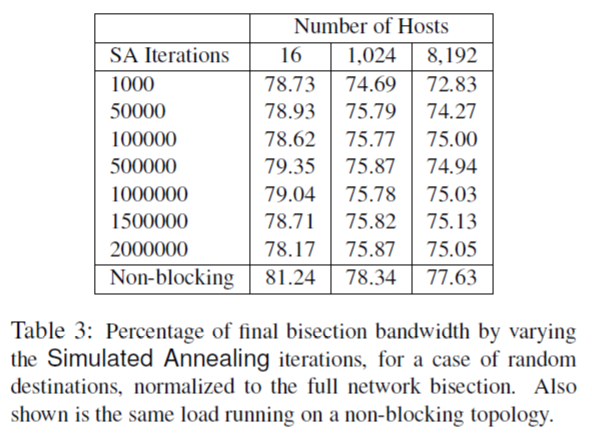 Number of Hosts
SA Iterations 16 1,024 8,192
1000 78.73 74.69 72.83
50000 78.93 75.79 74.27
100000 78.62 75.77 75.00
500000 79.35 75.87 74.94
1000000 79.04 75.78 75.03
1500000 78.71 75.82 75.13
2000000 78.17 75.87 75.05
Non-blocking 81.24 78.34 77.63
Table 3: Percentage of final bisection bandwidth by varying
the Simulated Annealing iterations, for a case of random
destinations, normalized to the full network bisection. Also
shown is the same load running on a non-blocking topology.